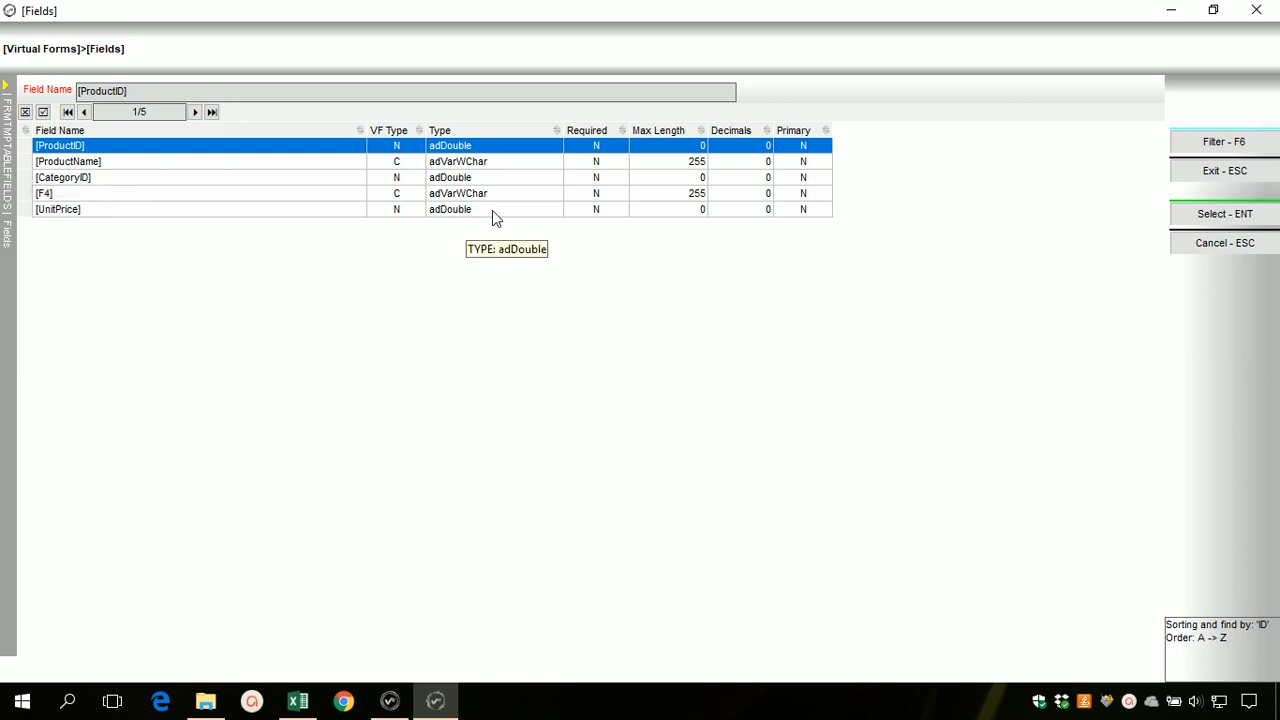 [Fields]
[Virtual Forms]>[Fields]
Field Name [ProductID]
1/5
Field Name VF Type Type Required Max Length Decimals Primary
[ProductID] N adDouble N 0 0 N
[ProductName] C adVarWChar N 255 0 N
[CategoryID] N adDouble N 0 0 N
[F4] C adVarWChar N 255 0 N
[UnitPrice] N adDouble N 0 0 N
TYPE: adDouble
| FRMTMPTABLEFIELDS | Fields
Filter - F6
Exit - ESC
Select - ENT
Cancel - ESC
Sorting and find by: 'ID'
Order: A -> Z